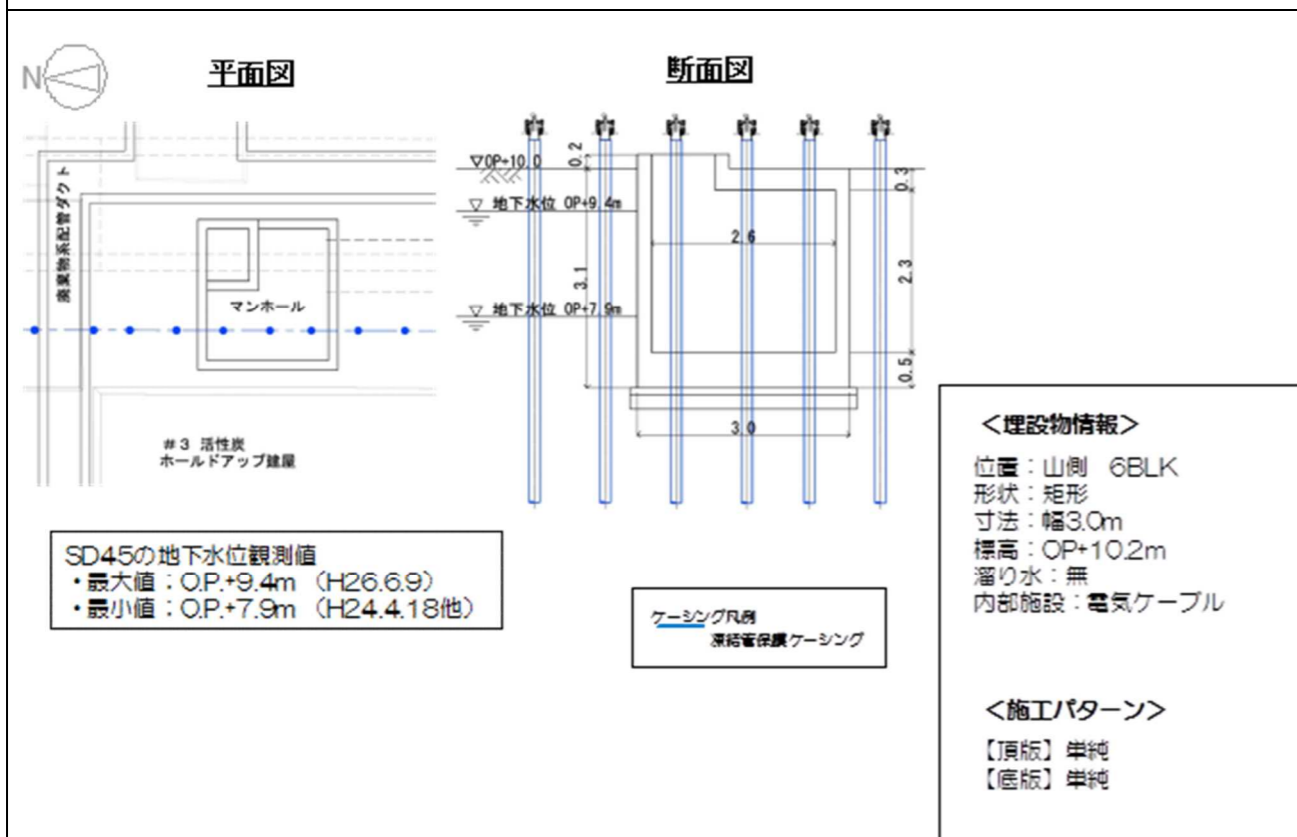 平面図
断面図
N
廃棄物系配管ダクト
マンホール
#3 活性炭
ホールドアップ建屋
▽OP+10.0
0.2
0.3
▽ 地下水位 OP+9.4m
2.6
3.1
2.3
▽ 地下水位 OP+7.9m
0.5
3.0
SD45の地下水位観測値
・最大値：O.P.+9.4m （H26.6.9）
・最小値：O.P.+7.9m （H24.4.18他）
ケーシング凡例
凍結管保護ケーシング
＜埋設物情報＞
位置：山側 6BLK
形状：矩形
寸法：幅3.0m
標高：OP+10.2m
溜り水：無
内部施設：電気ケーブル
＜施工パターン＞
【頂版】単純
【底版】単純